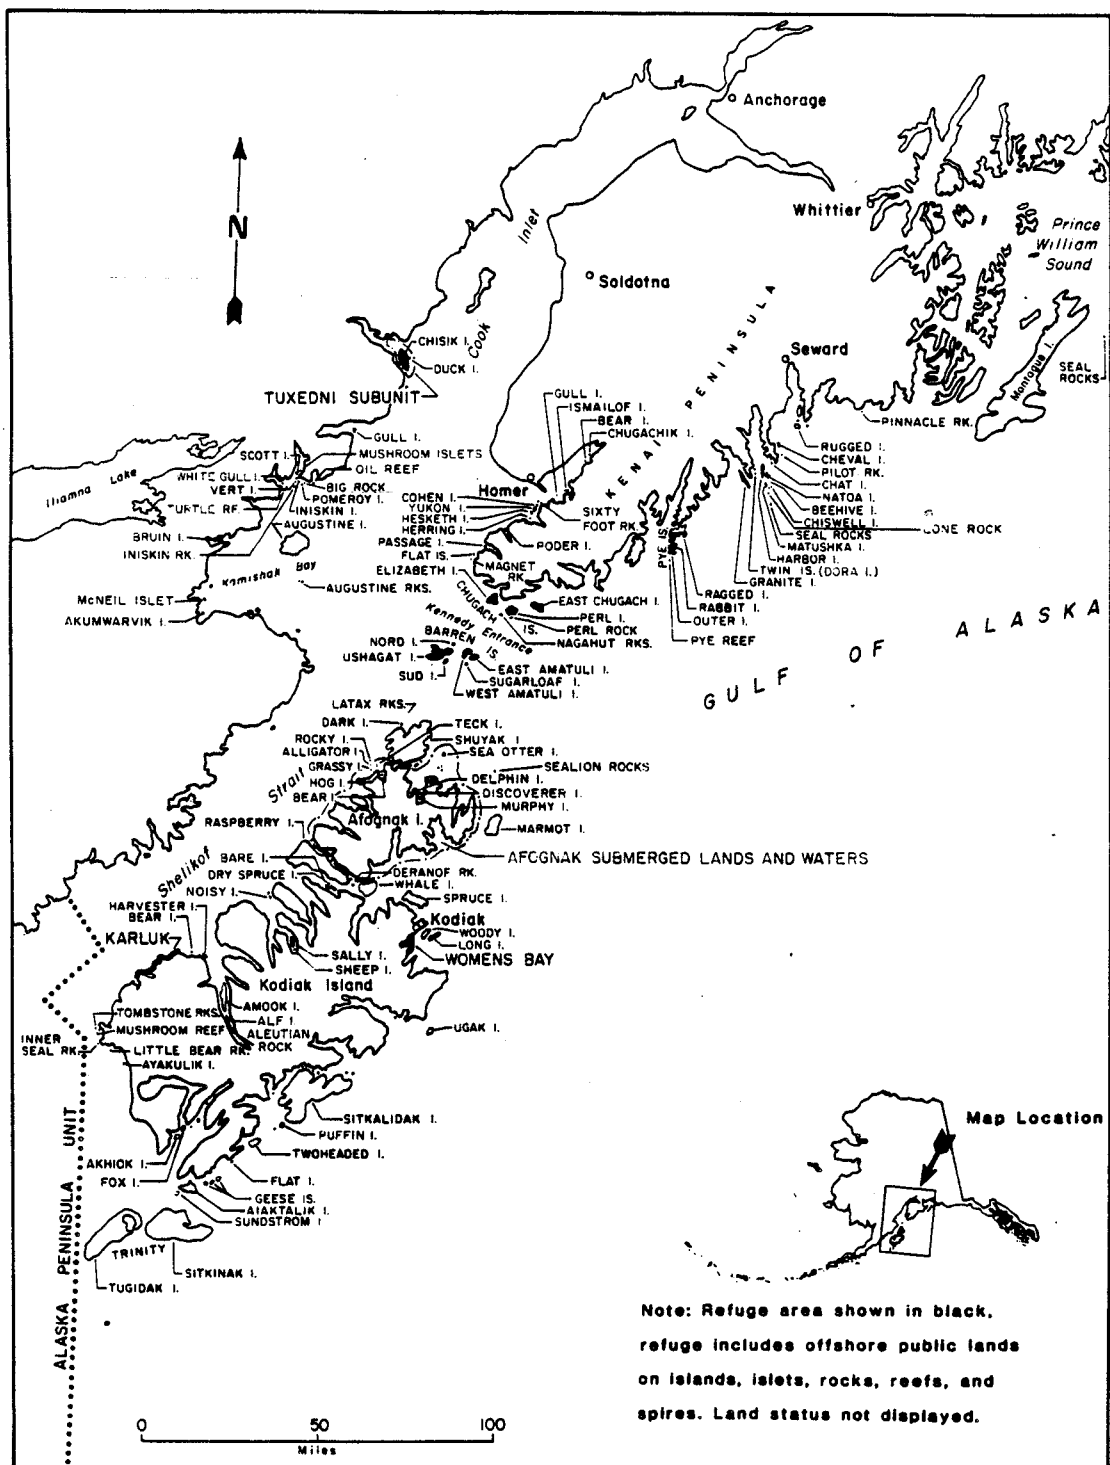 Anchorage
N
Whittier
Inlet
Prince
William
Sound
Soldotna
Cook
KENAI PENINSULA
Seward
Montague I.
SEAL
ROCKS
CHISIK I.
DUCK I.
TUXEDNI SUBUNIT
GULL I.
ISMAILOF I.
BEAR I.
CHUGACHIK I.
PINNACLE RK.
GULL I.
SCOTT I.
MUSHROOM ISLETS
OIL REEF
WHITE GULL I.
VERT I.
BIG ROCK
POMEROY I.
TURTLE RF.
INISKIN I.
AUGUSTINE I.
Iliamna Lake
BRUIN I.
INISKIN RK.
Kamishak Bay
AUGUSTINE RKS.
McNEIL ISLET
AKUMWARVIK I.
Homer
COHEN I.
YUKON I.
HESKETH I.
HERRING I.
SIXTY
FOOT RK.
PASSAGE I.
PODER I.
FLAT IS.
MAGNET
RK.
ELIZABETH I.
CHUGACH
IS.
EAST CHUGACH I.
PERL I.
PERL ROCK
NAGAHUT RKS.
Kennedy Entrance
RUGGED I.
CHEVAL I.
PILOT RK.
CHAT I.
NATOA I.
BEEHIVE I.
CHISWELL I.
LONE ROCK
SEAL ROCKS
MATUSHKA I.
HARBOR I.
TWIN IS. (DORA I.)
GRANITE I.
PYE IS.
RAGGED I.
RABBIT I.
OUTER I.
PYE REEF
GULF OF ALASKA
NORD I.
BARREN IS.
USHAGAT I.
SUD I.
EAST AMATULI I.
SUGARLOAF I.
WEST AMATULI I.
LATAX RKS.
DARK I.
TECK I.
ROCKY I.
SHUYAK I
ALLIGATOR I.
SEA OTTER I.
GRASSY I.
SEALION ROCKS
HOG I.
DELPHIN I.
BEAR I.
DISCOVERER I.
MURPHY I.
Shelikof Strait
Afognak I.
MARMOT I.
RASPBERRY I.
AFOGNAK SUBMERGED LANDS AND WATERS
BARE I.
DERANOF RK.
DRY SPRUCE I.
WHALE I.
NOISY I.
SPRUCE I.
HARVESTER I.
BEAR I.
Kodiak
WOODY I.
KARLUK
LONG I.
WOMENS BAY
SALLY I.
SHEEP I.
Kodiak Island
AMOOK I.
TOMBSTONE RKS.
ALF I.
MUSHROOM REEF
ALEUTIAN
ROCK
UGAK I.
INNER
SEAL RK.
LITTLE BEAR RK.
AYAKULIK I.
SITKALIDAK I.
PUFFIN I.
TWOHEADED I.
AKHIOK I.
FOX I.
FLAT I.
GEESE IS.
AIAKTALIK I.
SUNDSTROM I
TRINITY
SITKINAK I.
TUGIDAK I.
ALASKA PENINSULA UNIT
Map Location
Note: Refuge area shown in black,
refuge includes offshore public lands
on islands, islets, rocks, reefs, and
spires. Land status not displayed.
0 50 100
Miles